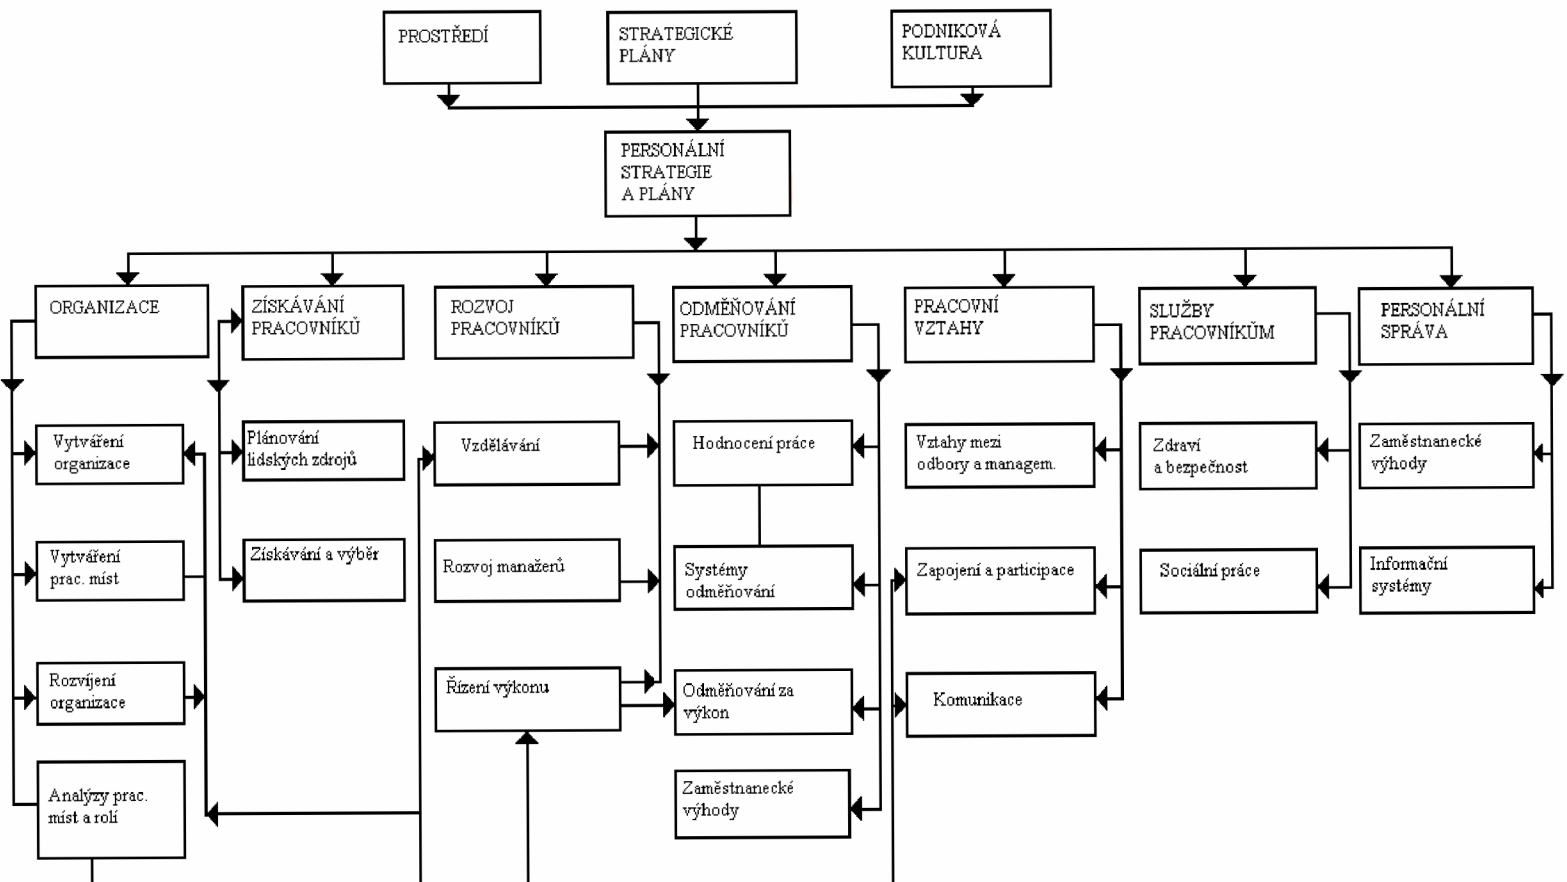 PROSTŘEDÍ
STRATEGICKÉ
PLÁNY
PODNIKOVÁ
KULTURA
PERSONÁLNÍ
STRATEGIE
A PLÁNY
ORGANIZACE
ZÍSKÁVÁNÍ
PRACOVNÍKŮ
ROZVOJ
PRACOVNÍKŮ
ODMĚŇOVÁNÍ
PRACOVNÍKŮ
PRACOVNÍ
VZTAHY
SLUŽBY
PRACOVNÍKŮM
PERSONÁLNÍ
SPRÁVA
Vytváření
organizace
Plánování
lidských zdrojů
Vzdělávání
Hodnocení práce
Vztahy mezi
odbory a managem.
Zdraví
a bezpečnost
Zaměstnanecké
výhody
Vytváření
prac. míst
Získávání a výběr
Rozvoj manažerů
Systémy
odměňování
Zapojení a participace
Sociální práce
Informační
systémy
Rozvíjení
organizace
Řízení výkonu
Odměňování za
výkon
Komunikace
Analýzy prac.
míst a rolí
Zaměstnanecké
výhody